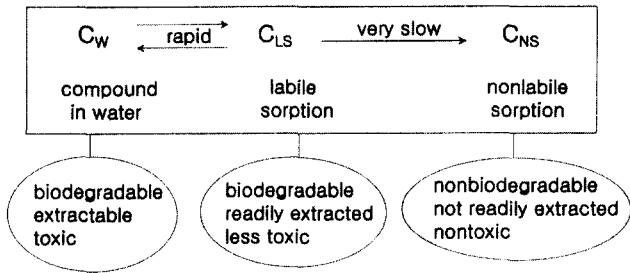 C_W rapid C_LS very slow C_NS
compound in water
labile sorption
nonlabile sorption
biodegradable
extractable
toxic
biodegradable
readily extracted
less toxic
nonbiodegradable
not readily extracted
nontoxic